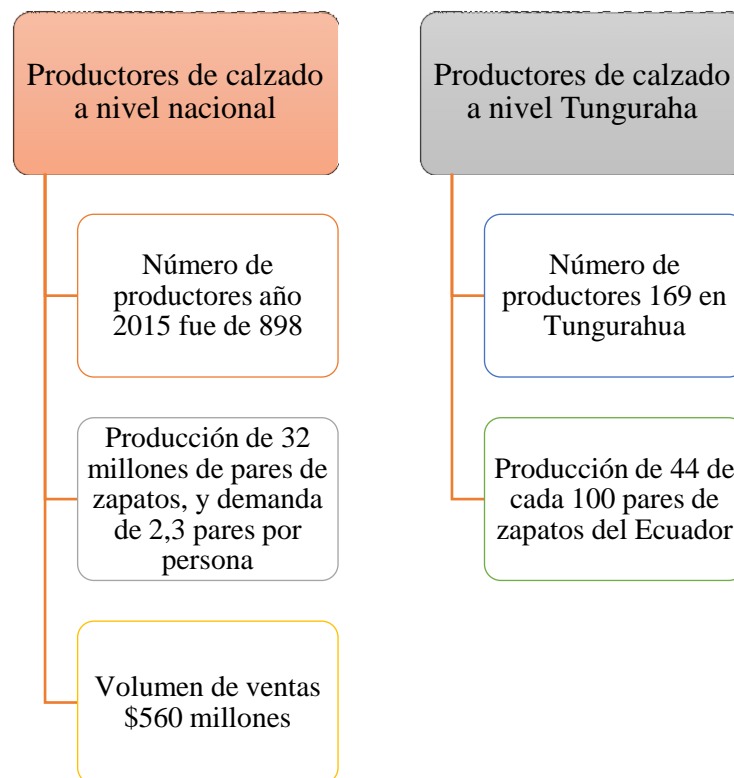 Productores de calzado
a nivel nacional
Número de
productores año
2015 fue de 898
Producción de 32
millones de pares de
zapatos, y demanda
de 2,3 pares por
persona
Volumen de ventas
$560 millones
Productores de calzado
a nivel Tunguraha
Número de
productores 169 en
Tungurahua
Producción de 44 de
cada 100 pares de
zapatos del Ecuador